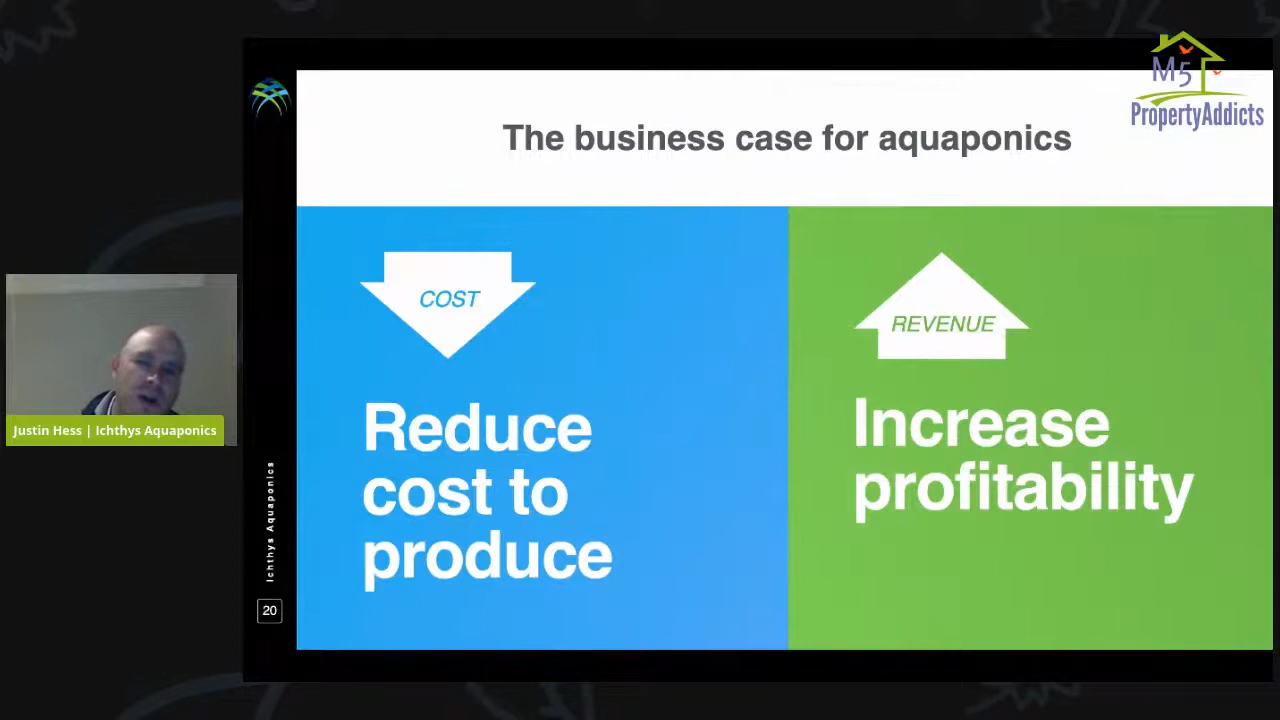 M5
PropertyAddicts
The business case for aquaponics
COST
REVENUE
Reduce
cost to
produce
Increase
profitability
Justin Hess | Ichthys Aquaponics
Ichthys Aquaponics
20